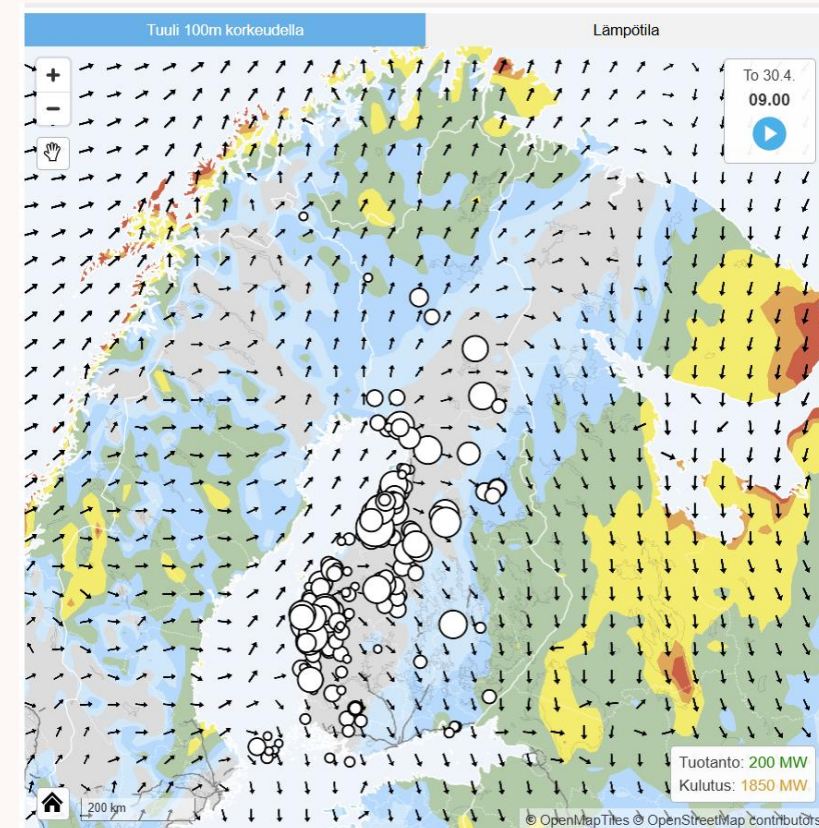 Tuuli 100m korkeudella
Lämpötila
+
−
To 30.4.
09.00
Tuotanto: 200 MW
Kulutus: 1850 MW
200 km
© OpenMapTiles © OpenStreetMap contributors